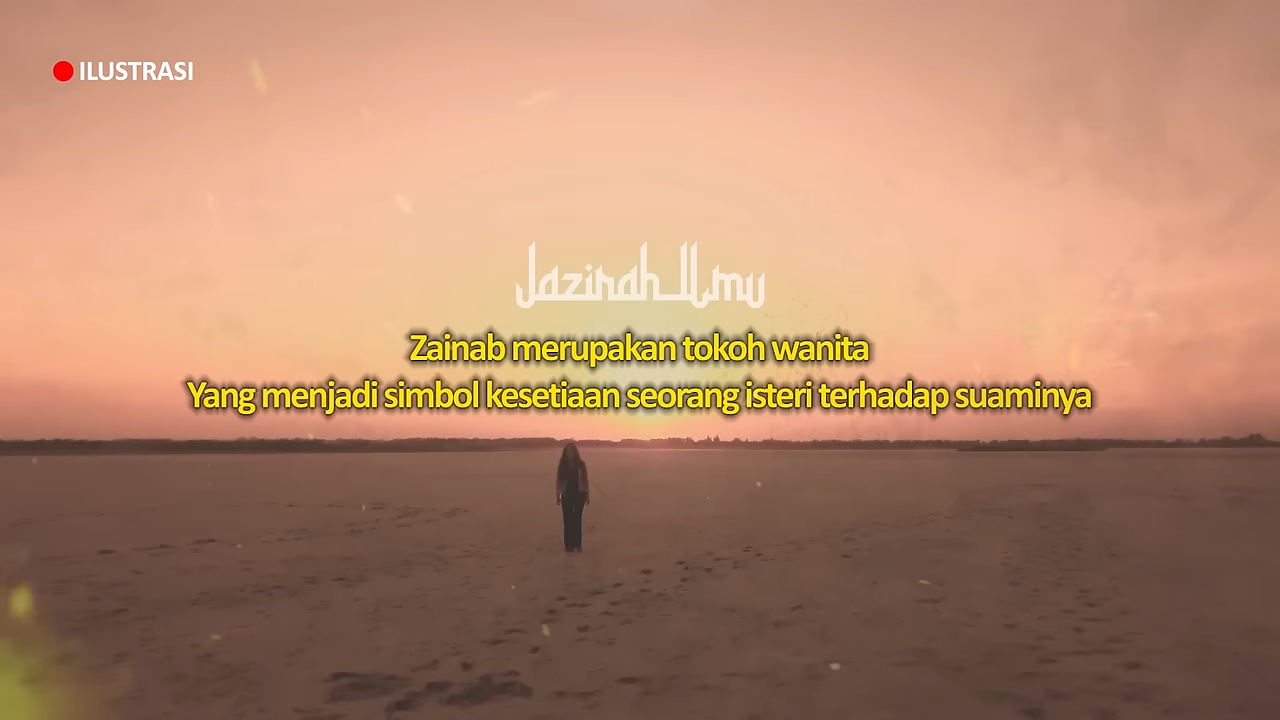 ILUSTRASI
Jazirah Ilmu
Zainab merupakan tokoh wanita
Yang menjadi simbol kesetiaan seorang isteri terhadap suaminya